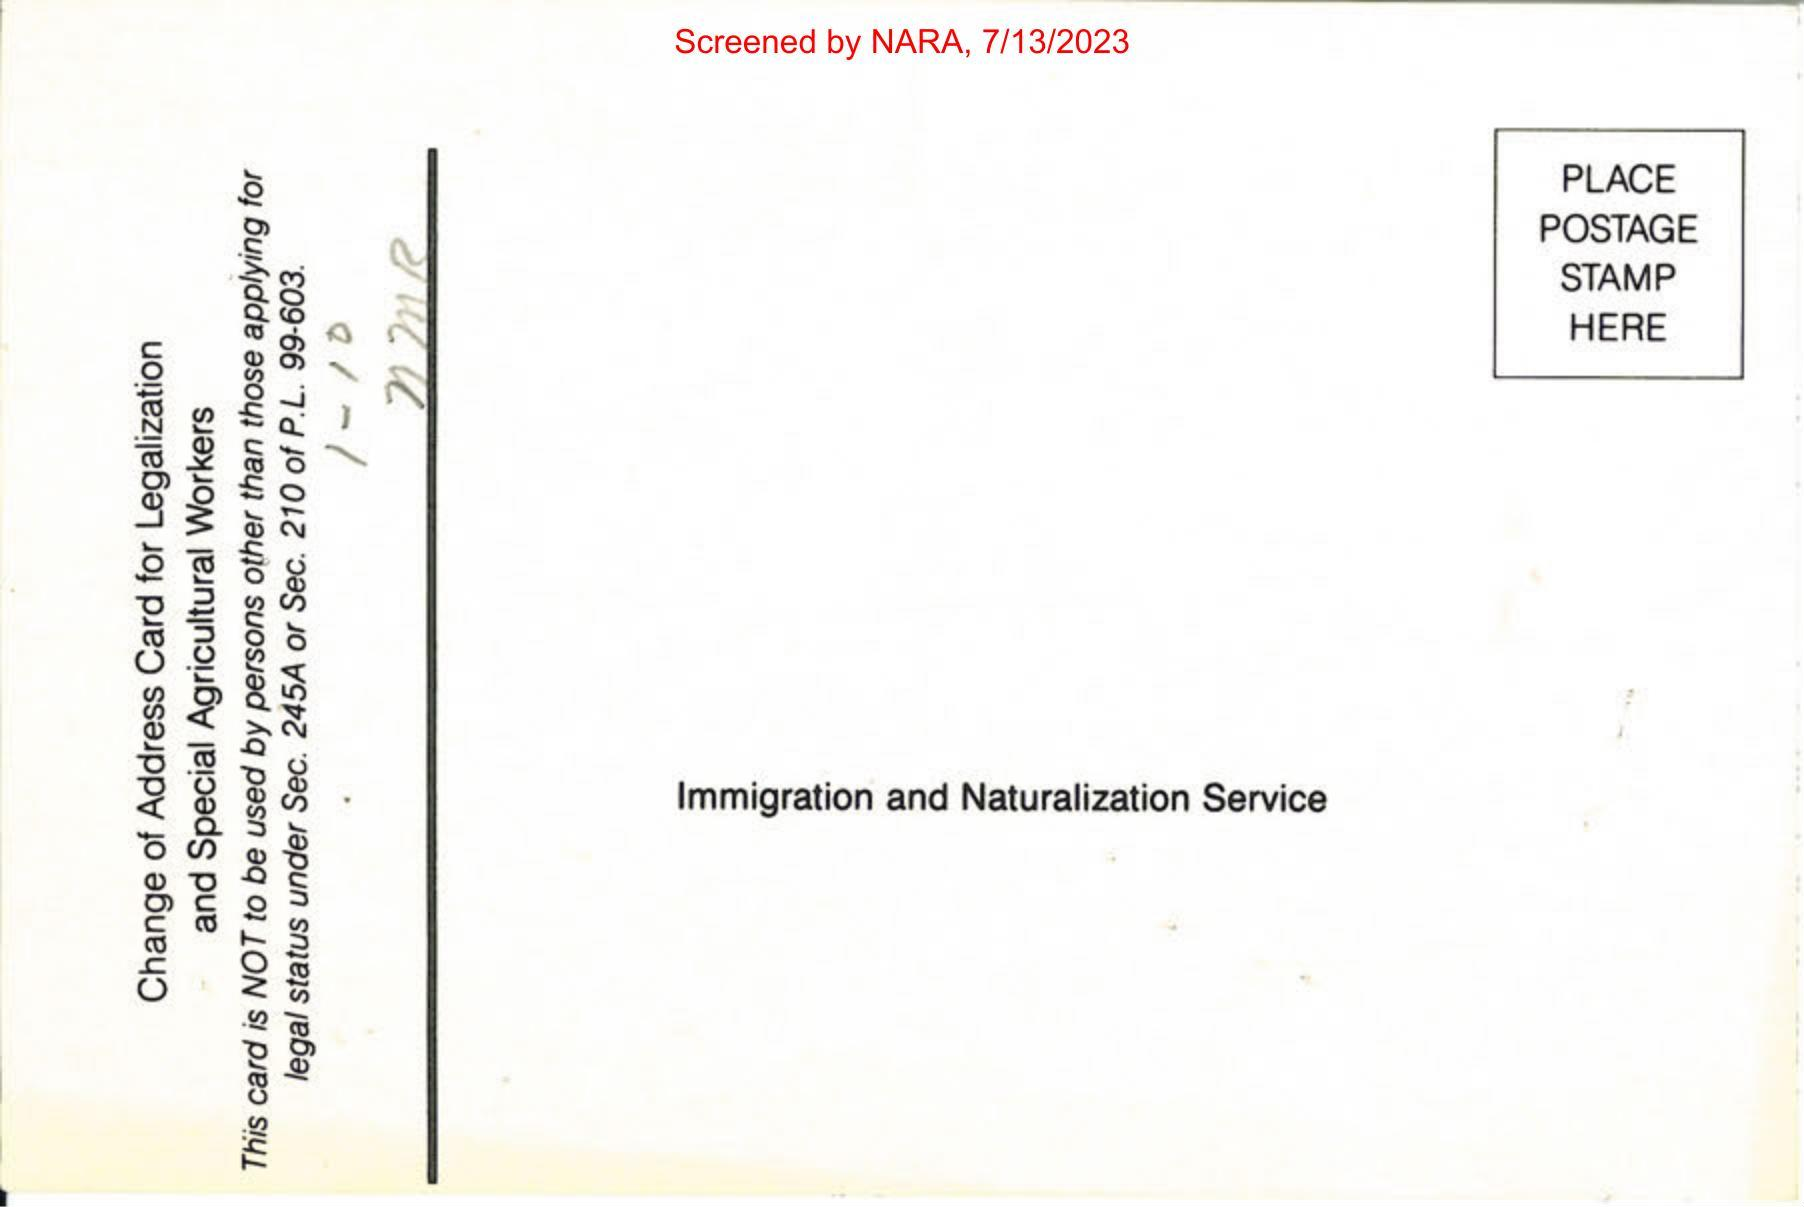 Screened by NARA, 7/13/2023
Change of Address Card for Legalization
and Special Agricultural Workers
This card is NOT to be used by persons other than those applying for
legal status under Sec. 245A or Sec. 210 of P.L. 99-603.
1-10
NMR
PLACE
POSTAGE
STAMP
HERE
Immigration and Naturalization Service